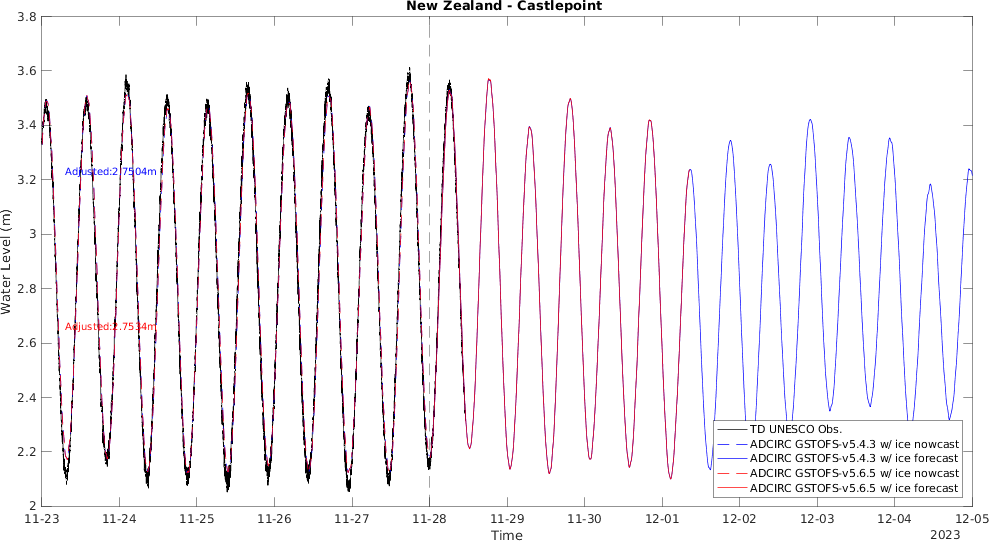 New Zealand - Castlepoint
3.8
3.6
3.4
3.2
3
2.8
2.6
2.4
2.2
2
Water Level (m)
Adjusted:2.7504m
Adjusted:2.7534m
TD UNESCO Obs.
ADCIRC GSTOFS-v5.4.3 w/ ice nowcast
ADCIRC GSTOFS-v5.4.3 w/ ice forecast
ADCIRC GSTOFS-v5.6.5 w/ ice nowcast
ADCIRC GSTOFS-v5.6.5 w/ ice forecast
11-23 11-24 11-25 11-26 11-27 11-28 11-29 11-30 12-01 12-02 12-03 12-04 12-05
Time
2023